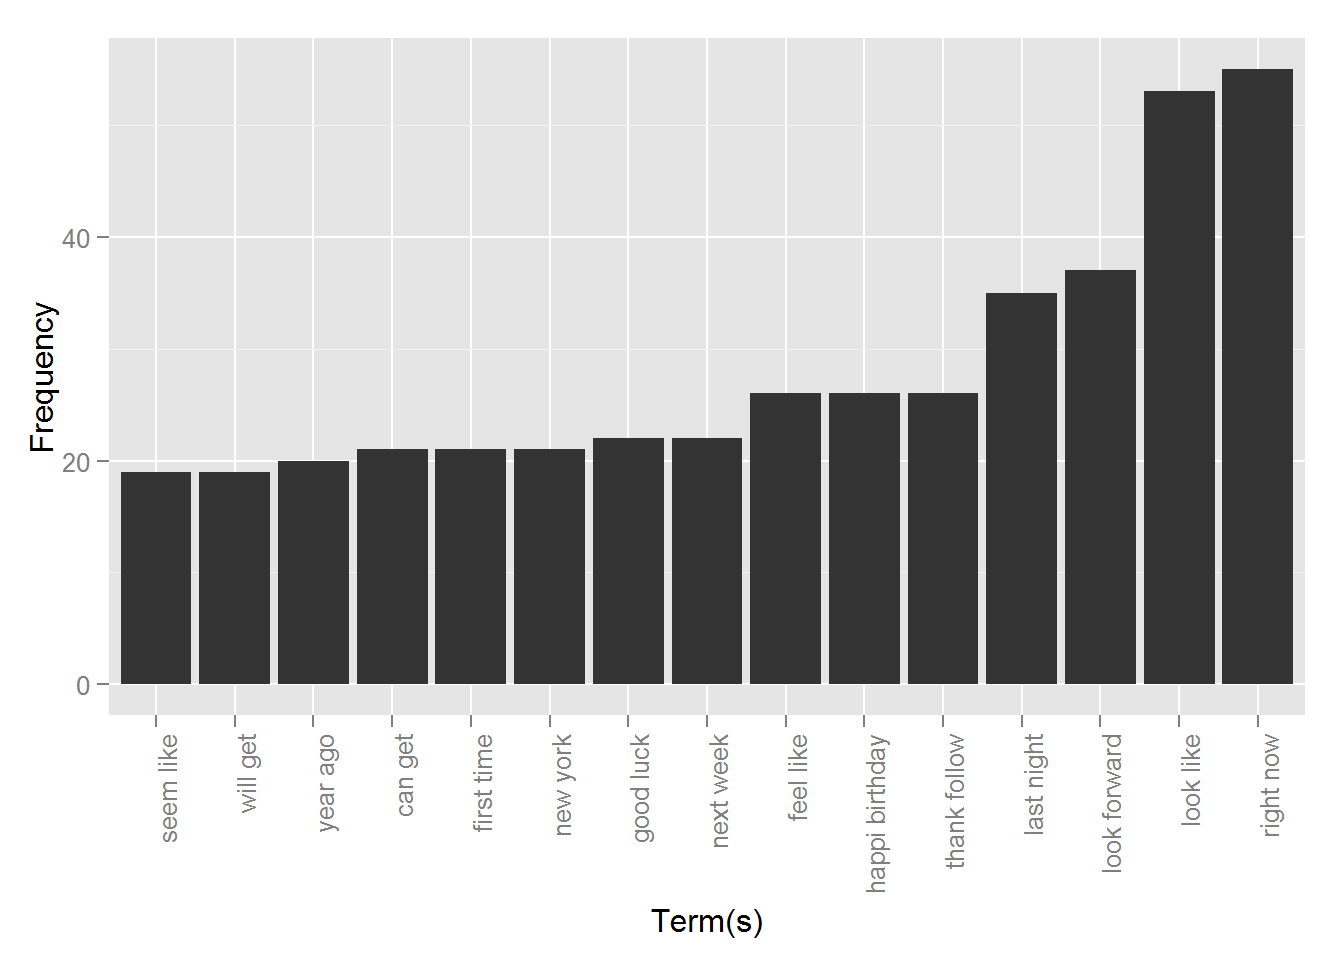 Frequency
40
20
0
seem like
will get
year ago
can get
first time
new york
good luck
next week
feel like
happi birthday
thank follow
last night
look forward
look like
right now
Term(s)